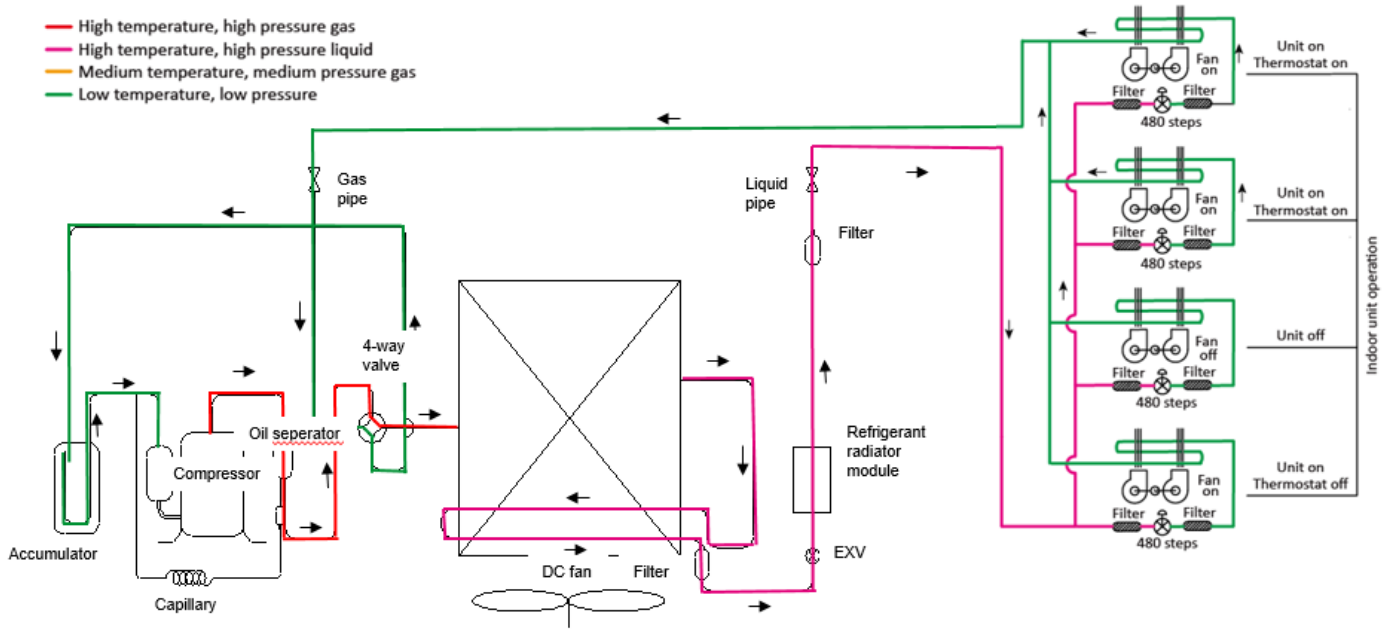 High temperature, high pressure gas
High temperature, high pressure liquid
Medium temperature, medium pressure gas
Low temperature, low pressure
Fan
on
Filter
Filter
480 steps
Unit on
Thermostat on
Gas
pipe
Liquid
pipe
Filter
Fan
on
Filter
Filter
480 steps
Unit on
Thermostat on
Indoor unit operation
4-way
valve
Fan
off
Filter
Filter
480 steps
Unit off
Oil seperator
Compressor
Refrigerant
radiator
module
Fan
on
Filter
Filter
480 steps
Unit on
Thermostat off
Accumulator
Capillary
DC fan
Filter
EXV